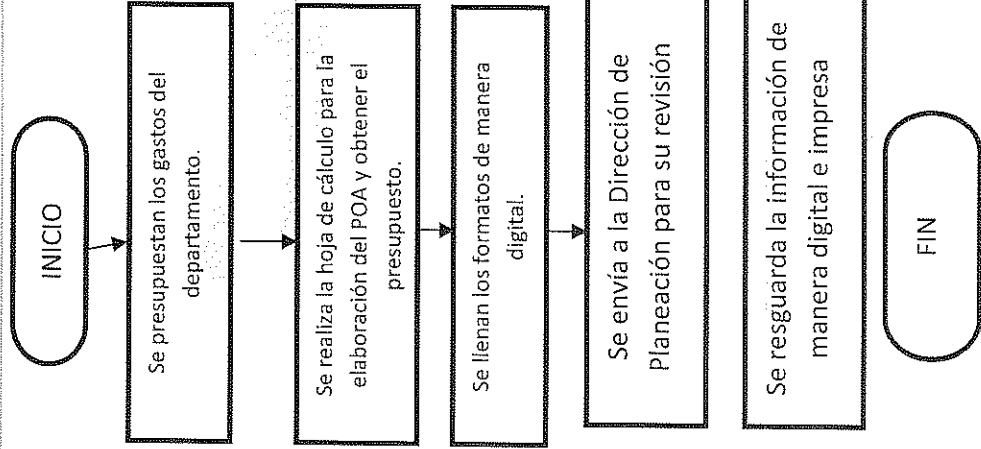 INICIO
Se presupuestan los gastos del
departamento.
Se realiza la hoja de cálculo para la
elaboración del POA y obtener el
presupuesto.
Se llenan los formatos de manera
digital.
Se envía a la Dirección de
Planeación para su revisión
Se resguarda la información de
manera digital e impresa
FIN